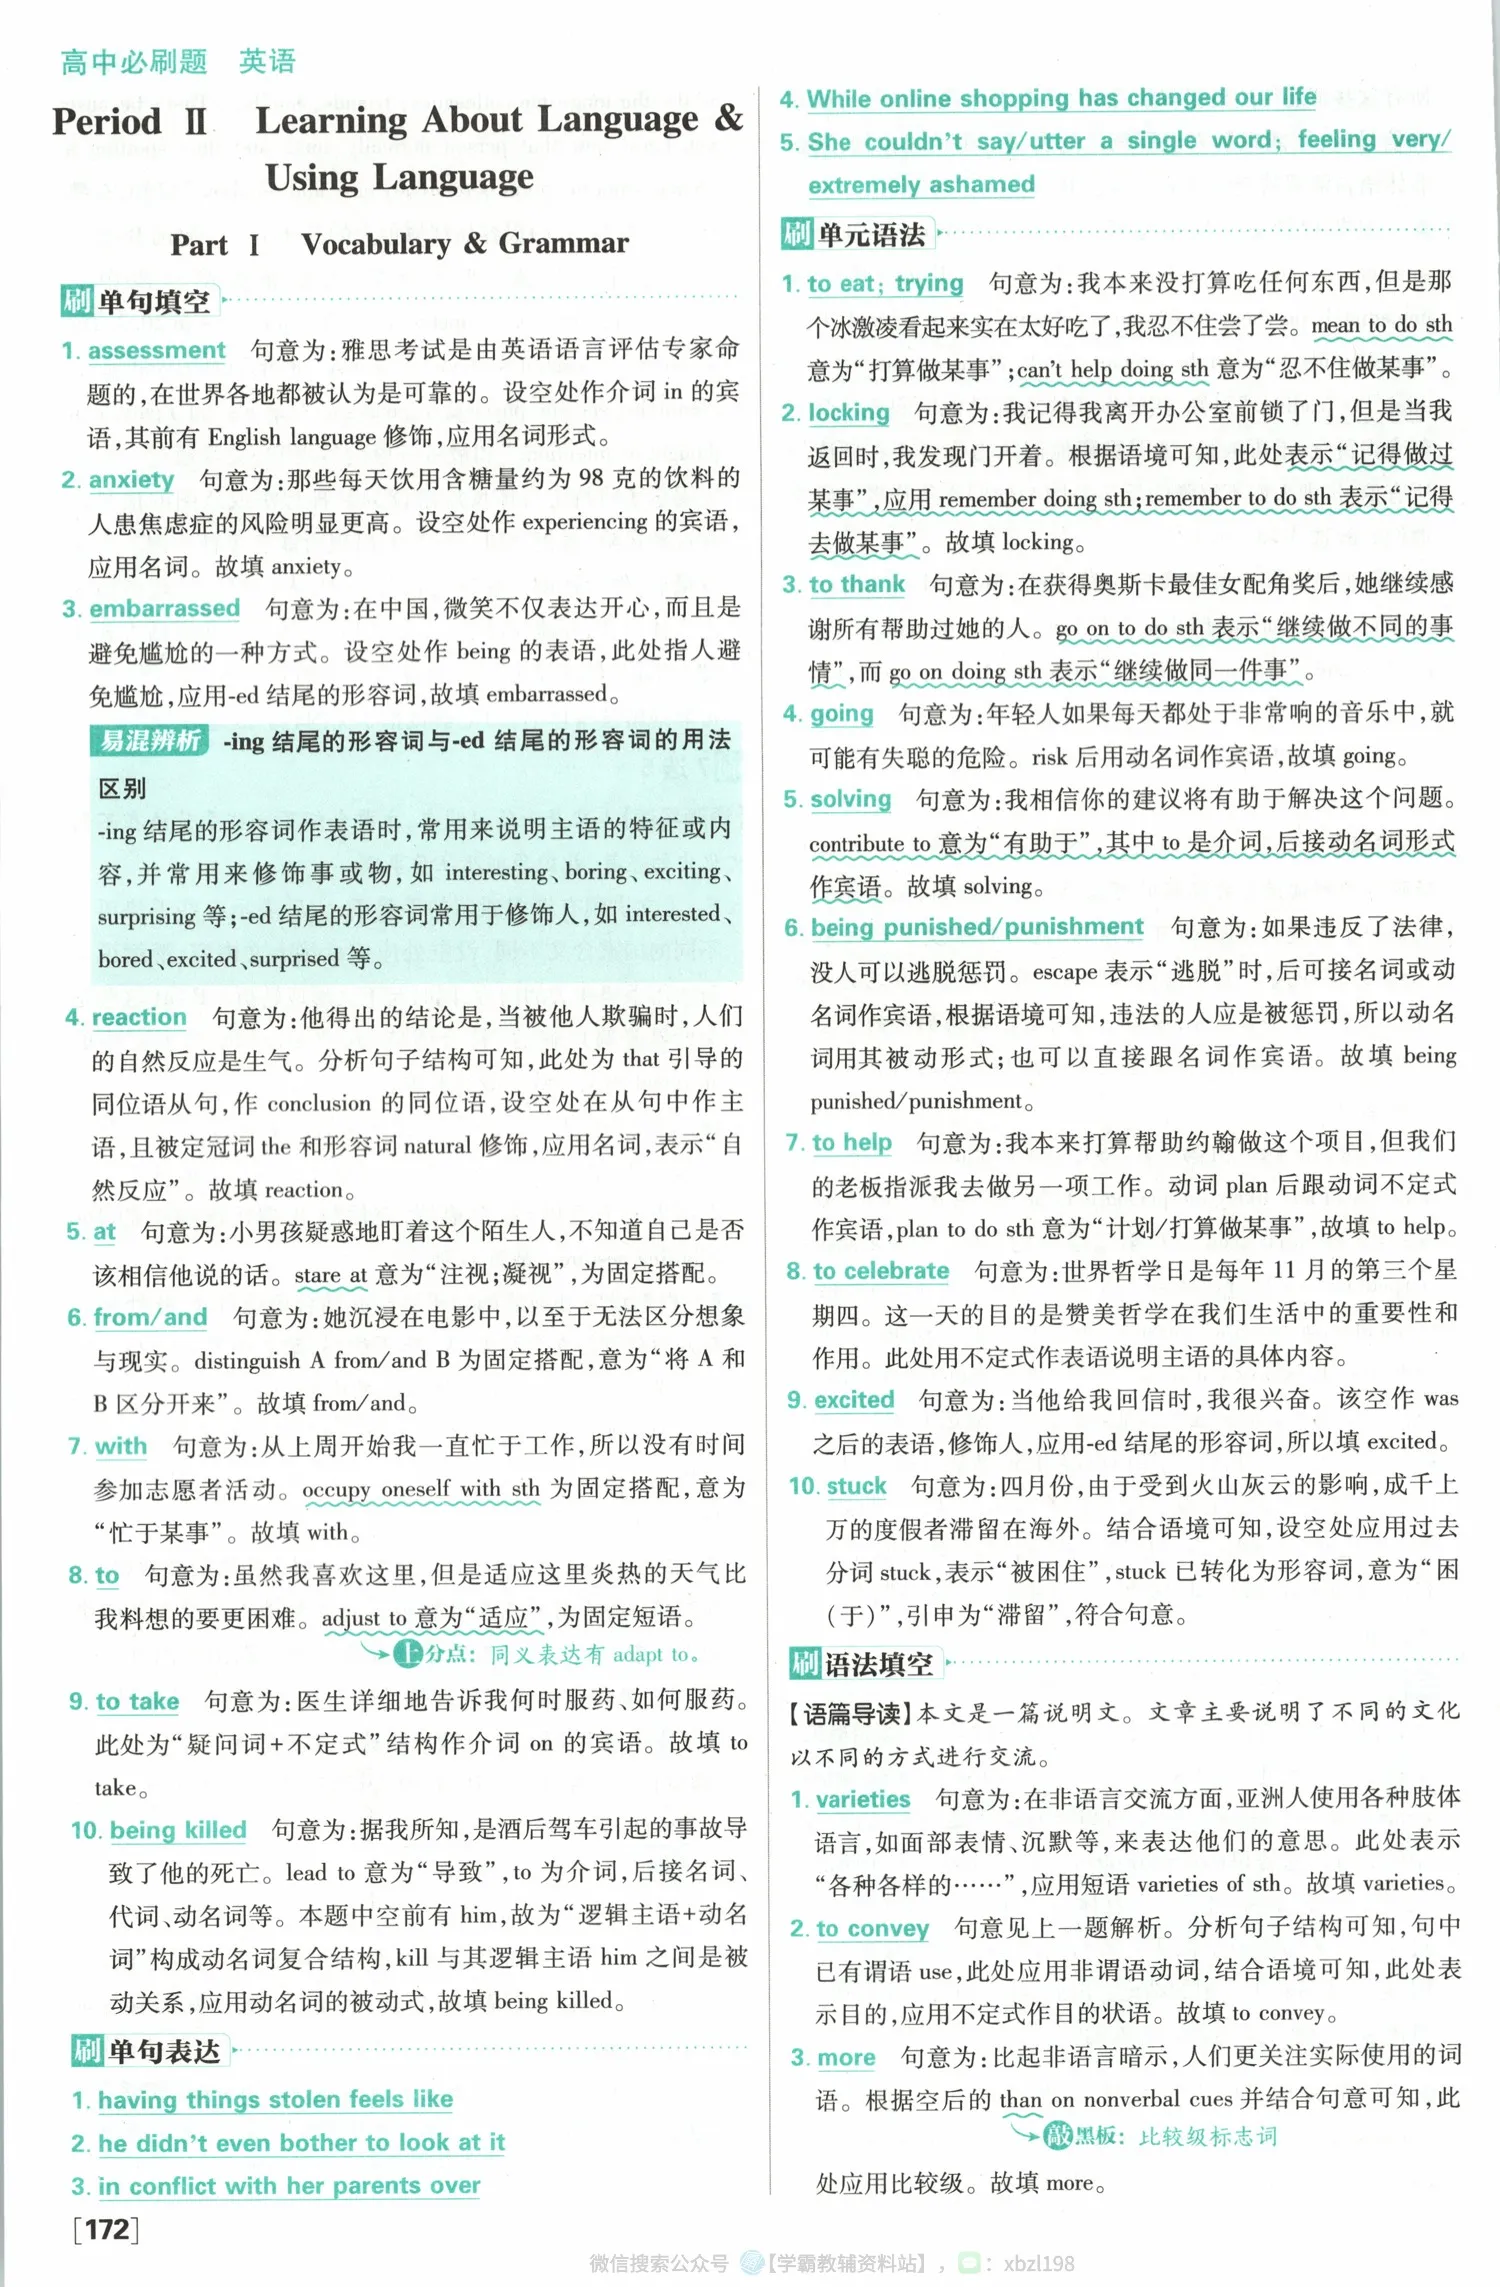 高中必刷题 英语
Period Ⅱ Learning About Language &
Using Language
Part Ⅰ Vocabulary & Grammar
刷 单句填空
1. assessment 句意为:雅思考试是由英语语言评估专家命
题的,在世界各地都被认为是可靠的。设空处作介词 in 的宾
语,其前有 English language 修饰,应用名词形式。
2. anxiety 句意为:那些每天饮用含糖量约为 98 克的饮料的
人患焦虑症的风险明显更高。设空处作 experiencing 的宾语,
应用名词。故填 anxiety。
3. embarrassed 句意为:在中国,微笑不仅表达开心,而且是
避免尴尬的一种方式。设空处作 being 的表语,此处指人避
免尴尬,应用-ed 结尾的形容词,故填 embarrassed。
易混辨析 -ing 结尾的形容词与-ed 结尾的形容词的用法
区别
-ing 结尾的形容词作表语时,常用来说明主语的特征或内
容,并常用来修饰事或物,如 interesting、boring、exciting、
surprising 等;-ed 结尾的形容词常用于修饰人,如 interested、
bored、excited、surprised 等。
4. reaction 句意为:他得出的结论是,当被他人欺骗时,人们
的自然反应是生气。分析句子结构可知,此处为 that 引导的
同位语从句,作 conclusion 的同位语,设空处在从句中作主
语,且被定冠词 the 和形容词 natural 修饰,应用名词,表示“自
然反应”。故填 reaction。
5. at 句意为:小男孩疑惑地盯着这个陌生人,不知道自己是否
该相信他说的话。stare at 意为“注视;凝视”,为固定搭配。
6. from/and 句意为:她沉浸在电影中,以至于无法区分想象
与现实。distinguish A from/and B 为固定搭配,意为“将 A 和
B 区分开来”。故填 from/and。
7. with 句意为:从上周开始我一直忙于工作,所以没有时间
参加志愿者活动。occupy oneself with sth 为固定搭配,意为
“忙于某事”。故填 with。
8. to 句意为:虽然我喜欢这里,但是适应这里炎热的天气比
我料想的要更困难。adjust to 意为“适应”,为固定短语。
上分点:同义表达有 adapt to。
9. to take 句意为:医生详细地告诉我何时服药、如何服药。
此处为“疑问词+不定式”结构作介词 on 的宾语。故填 to
take。
10. being killed 句意为:据我所知,是酒后驾车引起的事故导
致了他的死亡。lead to 意为“导致”,to 为介词,后接名词、
代词、动名词等。本题中空前有 him,故为“逻辑主语+动名
词”构成动名词复合结构,kill 与其逻辑主语 him 之间是被
动关系,应用动名词的被动式,故填 being killed。
刷 单句表达
1. having things stolen feels like
2. he didn't even bother to look at it
3. in conflict with her parents over
[172]
4. While online shopping has changed our life
5. She couldn't say/utter a single word; feeling very/
extremely ashamed
刷 单元语法
1. to eat; trying 句意为:我本来没打算吃任何东西,但是那
个冰激凌看起来实在太好吃了,我忍不住尝了尝。mean to do sth
意为“打算做某事”;can't help doing sth 意为“忍不住做某事”。
2. locking 句意为:我记得我离开办公室前锁了门,但是当我
返回时,我发现门开着。根据语境可知,此处表示“记得做过
某事”,应用 remember doing sth;remember to do sth 表示“记得
去做某事”。故填 locking。
3. to thank 句意为:在获得奥斯卡最佳女配角奖后,她继续感
谢所有帮助过她的人。go on to do sth 表示“继续做不同的事
情”,而 go on doing sth 表示“继续做同一件事”。
4. going 句意为:年轻人如果每天都处于非常响的音乐中,就
可能有失聪的危险。risk 后用动名词作宾语,故填 going。
5. solving 句意为:我相信你的建议将有助于解决这个问题。
contribute to 意为“有助于”,其中 to 是介词,后接动名词形式
作宾语。故填 solving。
6. being punished/punishment 句意为:如果违反了法律,
没人可以逃脱惩罚。escape 表示“逃脱”时,后可接名词或动
名词作宾语,根据语境可知,违法的人应是被惩罚,所以动名
词用其被动形式;也可以直接跟名词作宾语。故填 being
punished/punishment。
7. to help 句意为:我本来打算帮助约翰做这个项目,但我们
的老板指派我去做另一项工作。动词 plan 后跟动词不定式
作宾语,plan to do sth 意为“计划/打算做某事”,故填 to help。
8. to celebrate 句意为:世界哲学日是每年 11 月的第三个星
期四。这一天的目的是赞美哲学在我们生活中的重要性和
作用。此处用不定式作表语说明主语的具体内容。
9. excited 句意为:当他给我回信时,我很兴奋。该空作 was
之后的表语,修饰人,应用-ed 结尾的形容词,所以填 excited。
10. stuck 句意为:四月份,由于受到火山灰云的影响,成千上
万的度假者滞留在海外。结合语境可知,设空处应用过去
分词 stuck,表示“被困住”,stuck 已转化为形容词,意为“困
(于)”,引申为“滞留”,符合句意。
刷 语法填空
【语篇导读】本文是一篇说明文。文章主要说明了不同的文化
以不同的方式进行交流。
1. varieties 句意为:在非语言交流方面,亚洲人使用各种肢体
语言,如面部表情、沉默等,来表达他们的意思。此处表示
“各种各样的……”,应用短语 varieties of sth。故填 varieties。
2. to convey 句意见上一题解析。分析句子结构可知,句中
已有谓语 use,此处应用非谓语动词,结合语境可知,此处表
示目的,应用不定式作目的状语。故填 to convey。
3. more 句意为:比起非语言暗示,人们更关注实际使用的词
语。根据空后的 than on nonverbal cues 并结合句意可知,此
敲黑板:比较级标志词
处应用比较级。故填 more。
微信搜索公众号 【学霸教辅资料站】,:xbzl198